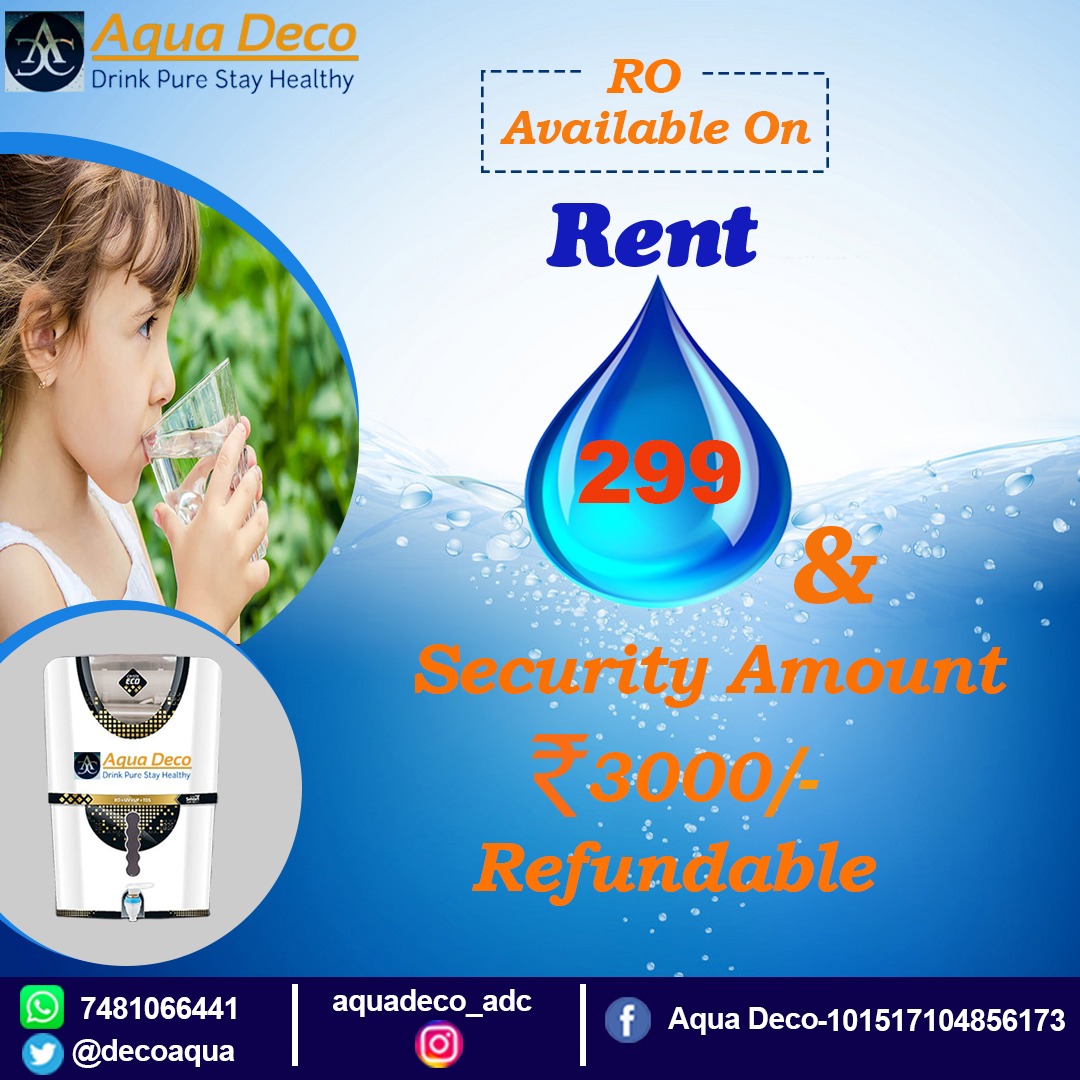 Aqua Deco
Drink Pure Stay Healthy
RO
Available On
Rent
299
&
Security Amount
₹3000/-
Refundable
ECO
Aqua Deco
Drink Pure Stay Healthy
7481066441
@decoaqua
aquadeco_adc
Aqua Deco-101517104856173